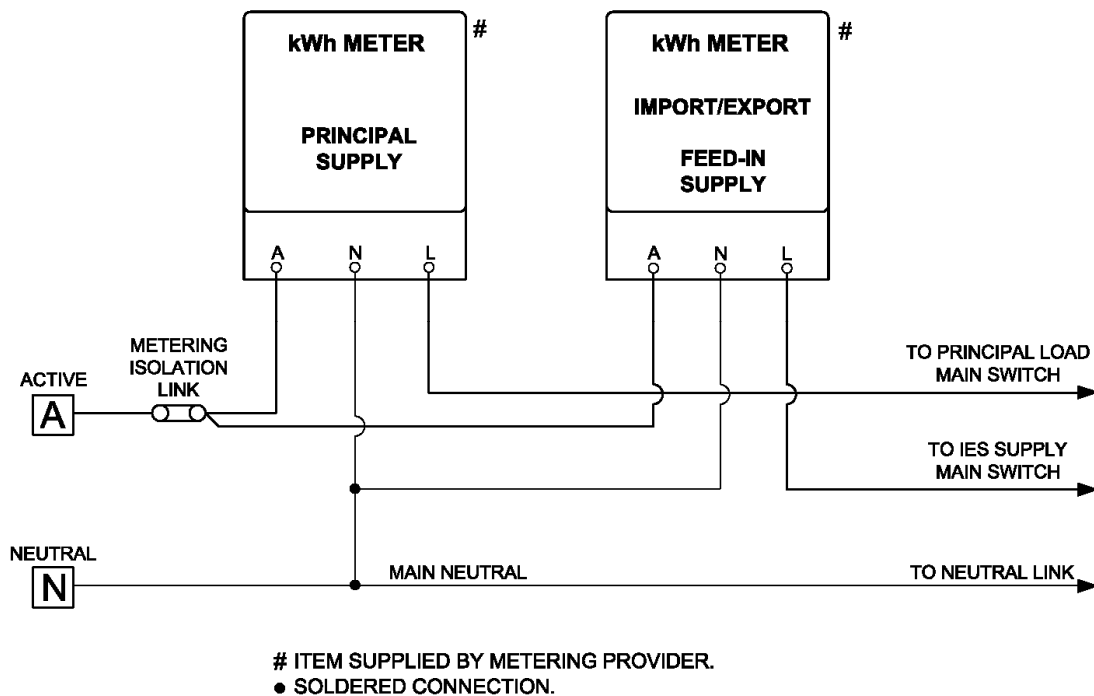 kWh METER
#
PRINCIPAL
SUPPLY
A N L
kWh METER
#
IMPORT/EXPORT
FEED-IN
SUPPLY
A N L
METERING
ISOLATION
LINK
ACTIVE
A
TO PRINCIPAL LOAD
MAIN SWITCH
TO IES SUPPLY
MAIN SWITCH
NEUTRAL
N
MAIN NEUTRAL
TO NEUTRAL LINK
# ITEM SUPPLIED BY METERING PROVIDER.
● SOLDERED CONNECTION.